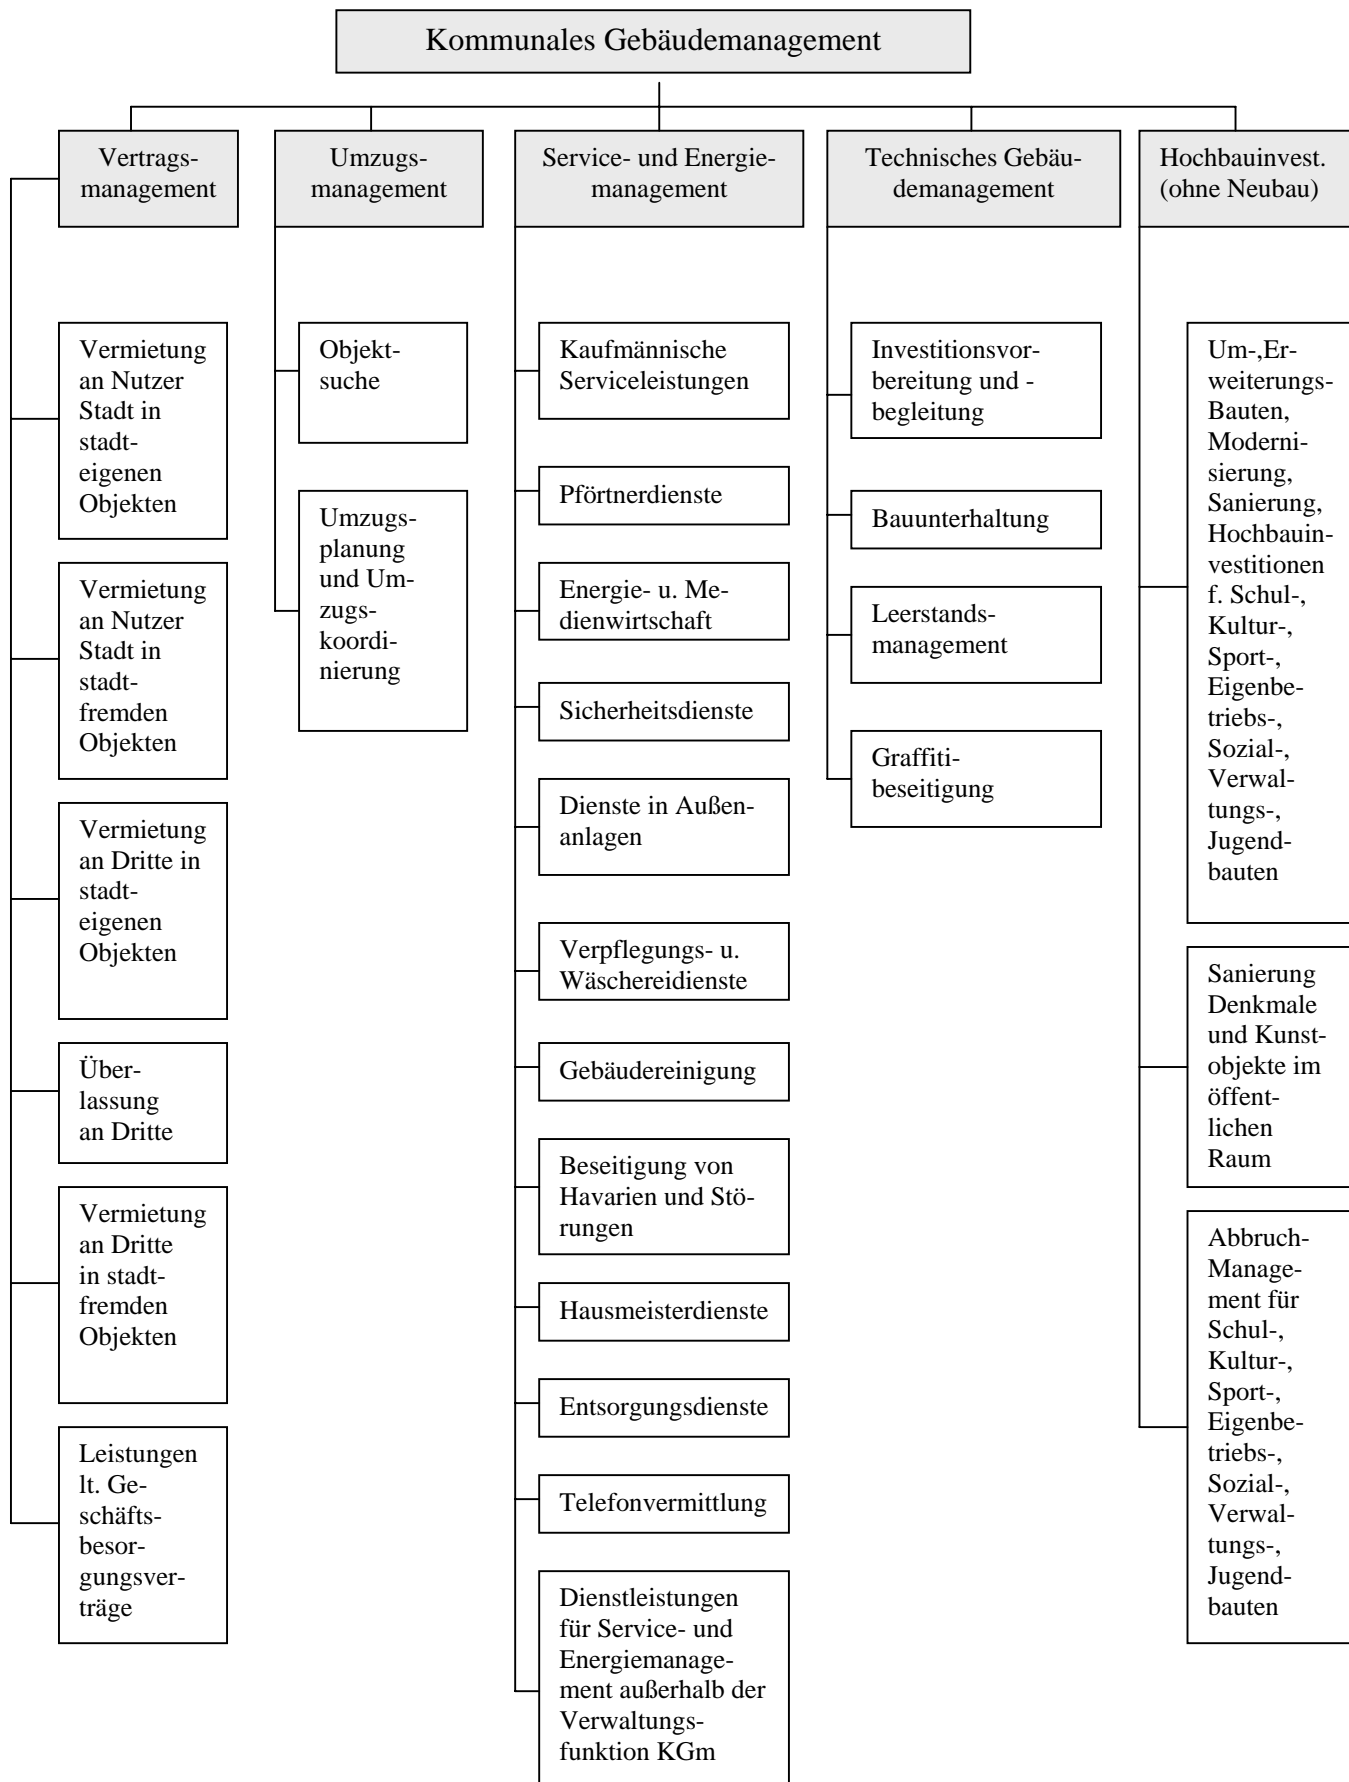 Kommunales Gebäudemanagement
Vertrags-
management
Umzugs-
management
Service- und Energie-
management
Technisches Gebäu-
demanagement
Hochbauinvest.
(ohne Neubau)
Vermietung
an Nutzer
Stadt in
stadt-
eigenen
Objekten
Vermietung
an Nutzer
Stadt in
stadt-
fremden
Objekten
Vermietung
an Dritte in
stadt-
eigenen
Objekten
Über-
lassung
an Dritte
Vermietung
an Dritte
in stadt-
fremden
Objekten
Leistungen
lt. Ge-
schäfts-
besor-
gungsver-
träge
Objekt-
suche
Umzugs-
planung
und Um-
zugs-
koordi-
nierung
Kaufmännische
Serviceleistungen
Pförtnerdienste
Energie- u. Me-
dienwirtschaft
Sicherheitsdienste
Dienste in Außen-
anlagen
Verpflegungs- u.
Wäschereidienste
Gebäudereinigung
Beseitigung von
Havarien und Stö-
rungen
Hausmeisterdienste
Entsorgungsdienste
Telefonvermittlung
Dienstleistungen
für Service- und
Energiemanage-
ment außerhalb der
Verwaltungs-
funktion KGm
Investitionsvor-
bereitung und -
begleitung
Bauunterhaltung
Leerstands-
management
Graffiti-
beseitigung
Um-,Er-
weiterungs-
Bauten,
Moderni-
sierung,
Sanierung,
Hochbauin-
vestitionen
f. Schul-,
Kultur-,
Sport-,
Eigenbe-
triebs-,
Sozial-,
Verwal-
tungs-,
Jugend-
bauten
Sanierung
Denkmale
und Kunst-
objekte im
öffent-
lichen
Raum
Abbruch-
Manage-
ment für
Schul-,
Kultur-,
Sport-,
Eigenbe-
triebs-,
Sozial-,
Verwal-
tungs-,
Jugend-
bauten